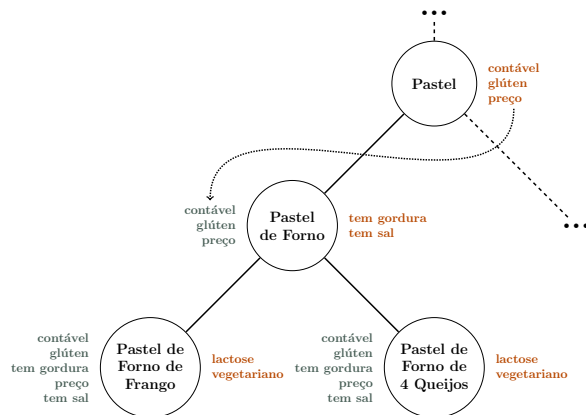 Pastel
contável
glúten
preço
contável
glúten
preço
Pastel
de Forno
tem gordura
tem sal
contável
glúten
tem gordura
preço
tem sal
Pastel de
Forno de
Frango
lactose
vegetariano
contável
glúten
tem gordura
preço
tem sal
Pastel de
Forno de
4 Queijos
lactose
vegetariano